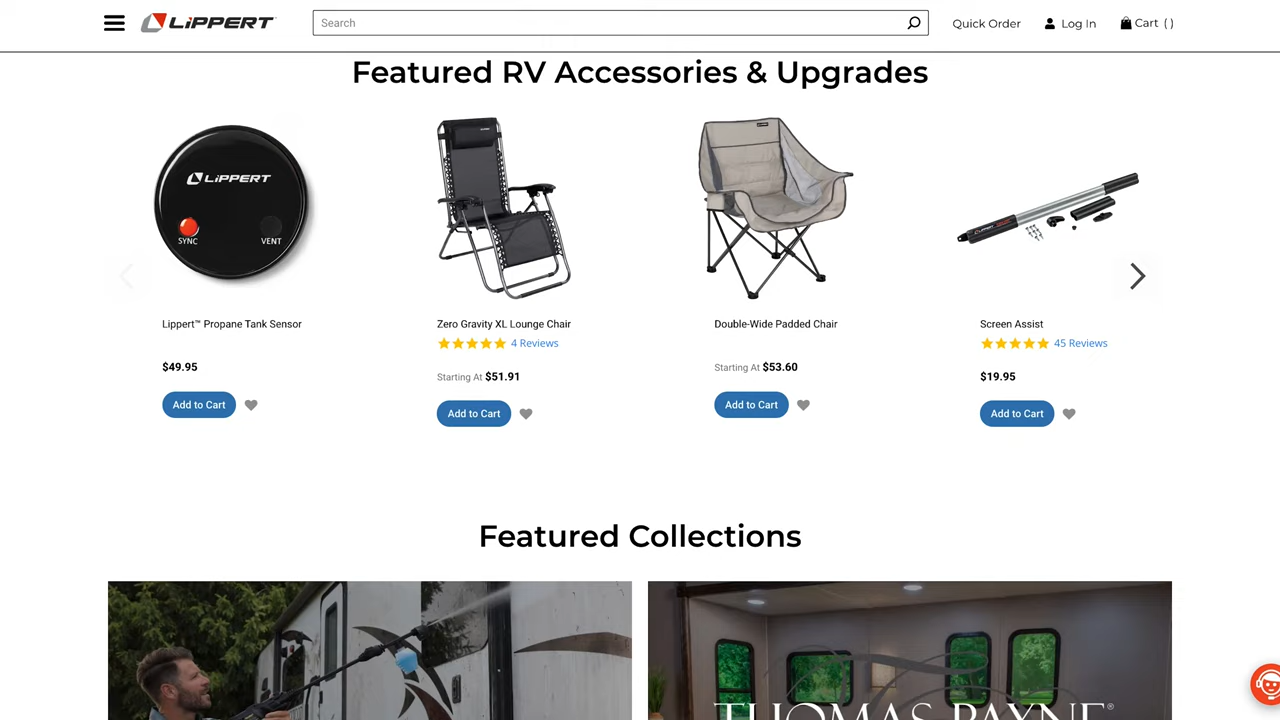 LiPPERT
Search
Quick Order
Log In
Cart ( )
Featured RV Accessories & Upgrades
LiPPERT
SYNC
VENT
Lippert™ Propane Tank Sensor
$49.95
Add to Cart
Zero Gravity XL Lounge Chair
4 Reviews
Starting At $51.91
Add to Cart
Double-Wide Padded Chair
Starting At $53.60
Add to Cart
Screen Assist
45 Reviews
$19.95
Add to Cart
Featured Collections
THOMAS PAYNE®